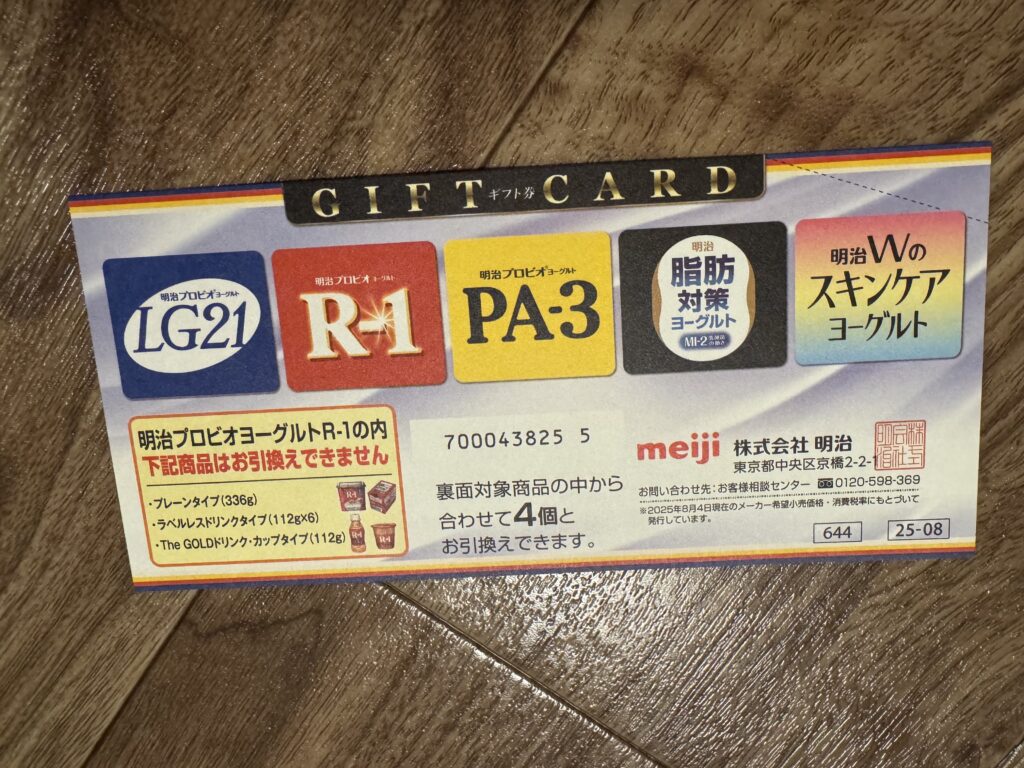 GIFT ギフト券 CARD
明治プロビオヨーグルト
LG21
明治プロビオ ヨーグルト
R-1
明治プロビオヨーグルト
PA-3
明治
脂肪
対策
ヨーグルト
MI-2
明治Wの
スキンケア
ヨーグルト
明治プロビオヨーグルトR-1の内
下記商品はお引換えできません
・プレーンタイプ(336g)
・ラベルレスドリンクタイプ(112g×6)
・The GOLDドリンク・カップタイプ(112g)
700043825 5
裏面対象商品の中から
合わせて4個と
お引換えできます。
meiji 株式会社 明治
東京都中央区京橋2-2-1
お問い合わせ先:お客様相談センター 0120-598-369
※2025年8月4日現在のメーカー希望小売価格・消費税率にもとづいて
発行しています。
644
25-08